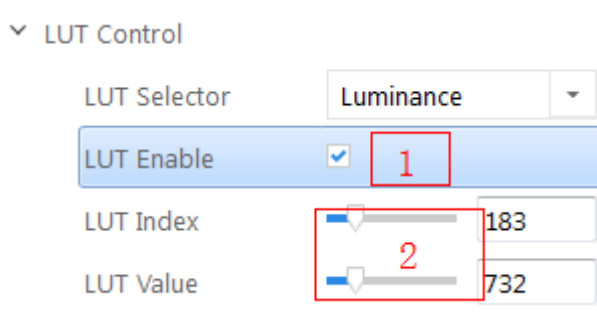 LUT Control
LUT Selector Luminance
LUT Enable 1
LUT Index 183
2
LUT Value 732